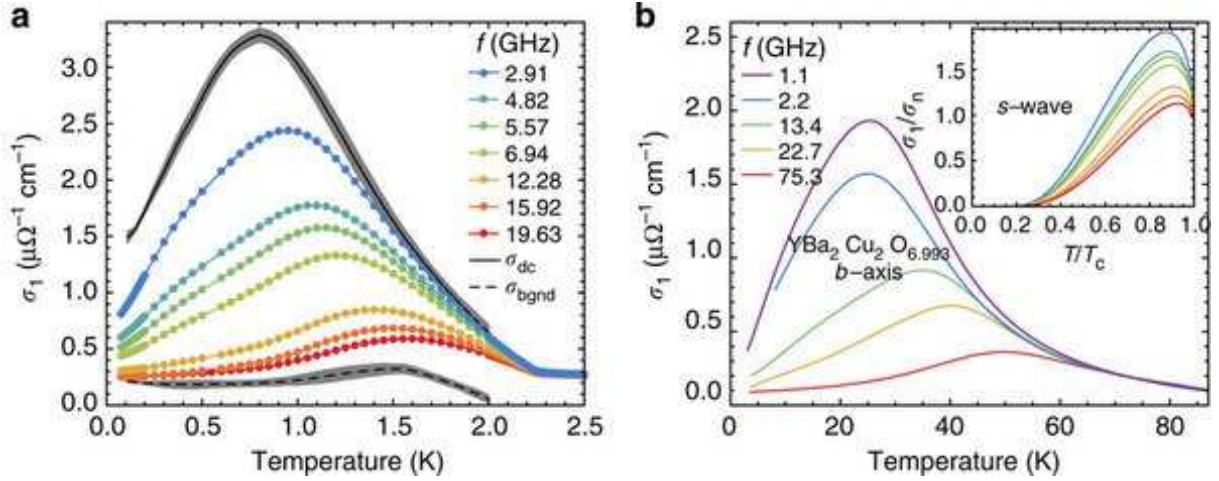 a
σ1 (μΩ−1 cm−1)
3.0
2.5
2.0
1.5
1.0
0.5
0.0
f (GHz)
2.91
4.82
5.57
6.94
12.28
15.92
19.63
σdc
σbgnd
0.0 0.5 1.0 1.5 2.0 2.5
Temperature (K)
b
σ1 (μΩ−1 cm−1)
2.5
2.0
1.5
1.0
0.5
0.0
f (GHz)
1.1
2.2
13.4
22.7
75.3
σ1/σn
1.5
1.0
0.5
0.0
s–wave
0.0 0.2 0.4 0.6 0.8 1.0
T/Tc
YBa2 Cu2 O6.993
b–axis
0 20 40 60 80
Temperature (K)